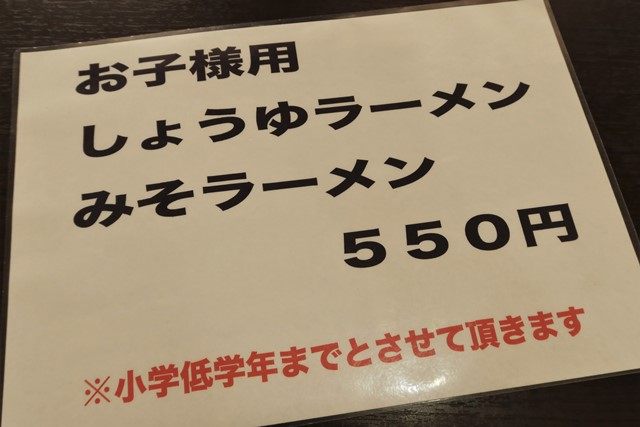 お子様用
しょうゆラーメン
みそラーメン
５５０円
※小学低学年までとさせて頂きます